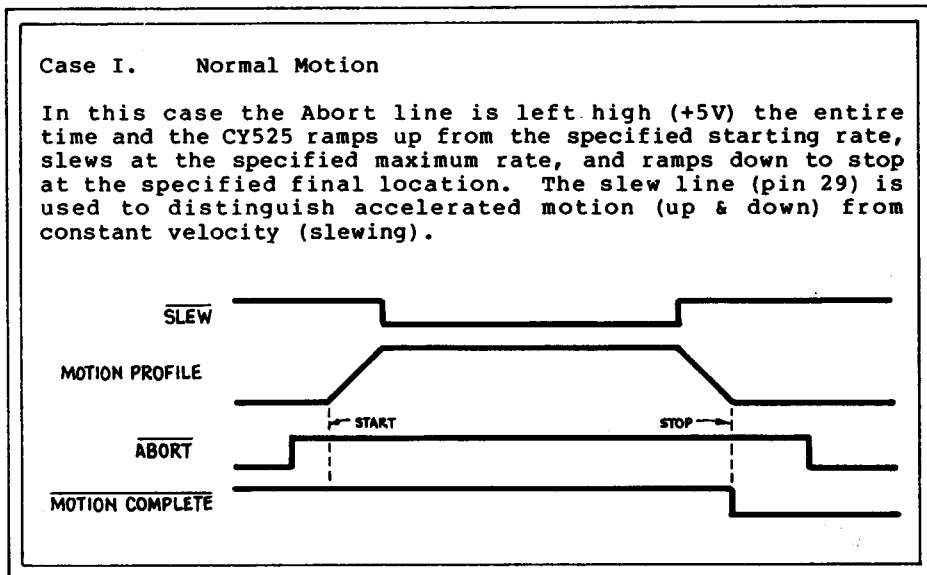 Case I.    Normal Motion
In this case the Abort line is left high (+5V) the entire
time and the CY525 ramps up from the specified starting rate,
slews at the specified maximum rate, and ramps down to stop
at the specified final location.  The slew line (pin 29) is
used to distinguish accelerated motion (up & down) from
constant velocity (slewing).
SLEW
MOTION PROFILE
START
STOP
ABORT
MOTION COMPLETE